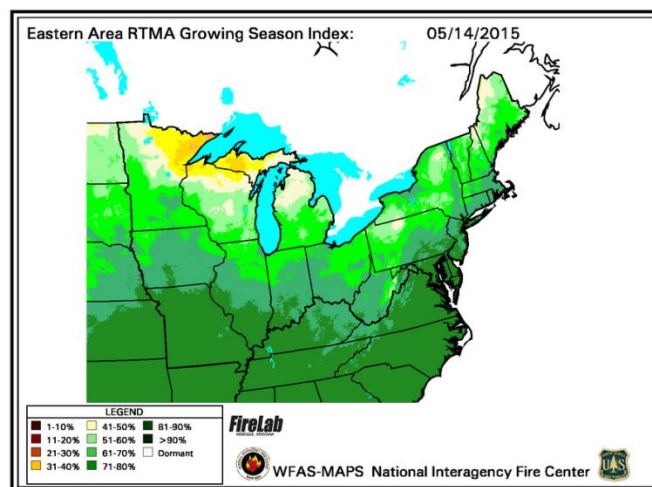 Eastern Area RTMA Growing Season Index: 05/14/2015
LEGEND
1-10% 41-50% 81-90%
11-20% 51-60% >90%
21-30% 61-70% Dormant
31-40% 71-80%
FireLab
WFAS-MAPS National Interagency Fire Center